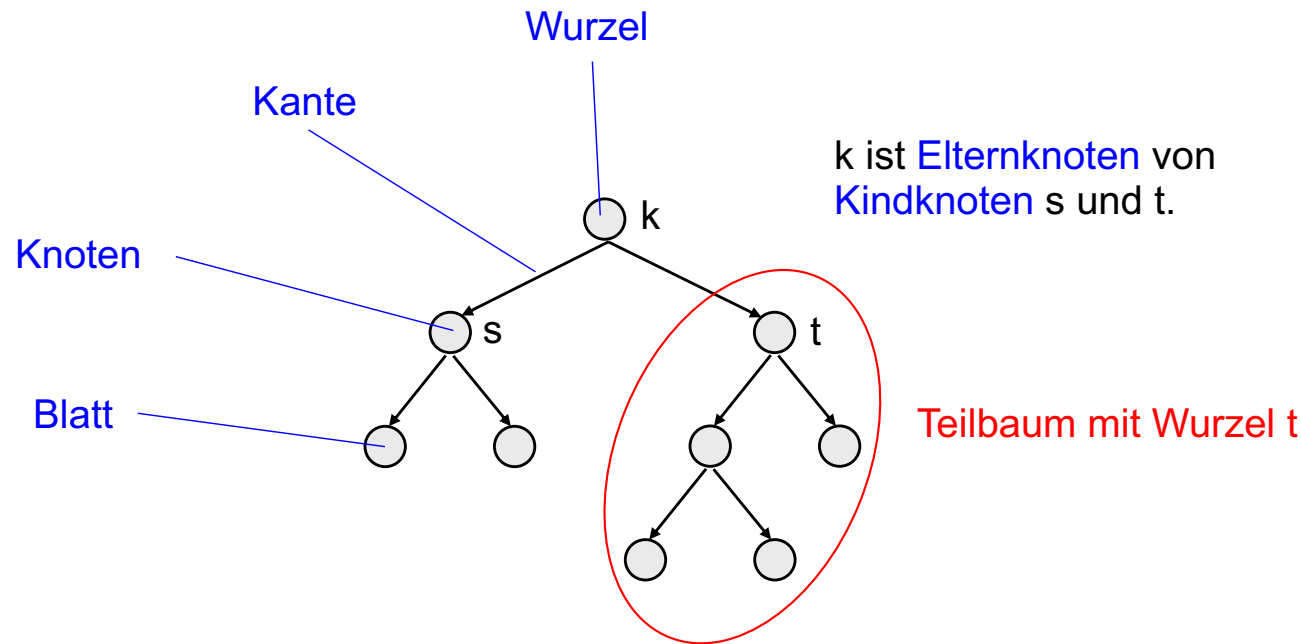 Wurzel
Kante
k ist Elternknoten von
Kindknoten s und t.
k
Knoten
s
t
Blatt
Teilbaum mit Wurzel t